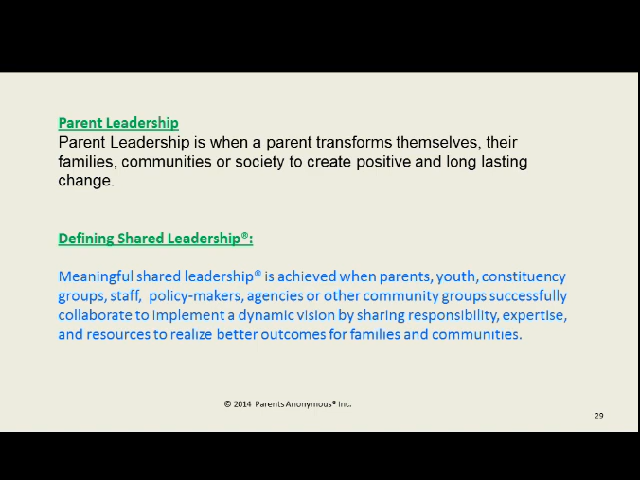 Parent Leadership
Parent Leadership is when a parent transforms themselves, their
families, communities or society to create positive and long lasting
change.
Defining Shared Leadership®:
Meaningful shared leadership® is achieved when parents, youth, constituency
groups, staff, policy-makers, agencies or other community groups successfully
collaborate to implement a dynamic vision by sharing responsibility, expertise,
and resources to realize better outcomes for families and communities.
© 2014 Parents Anonymous® Inc.
29